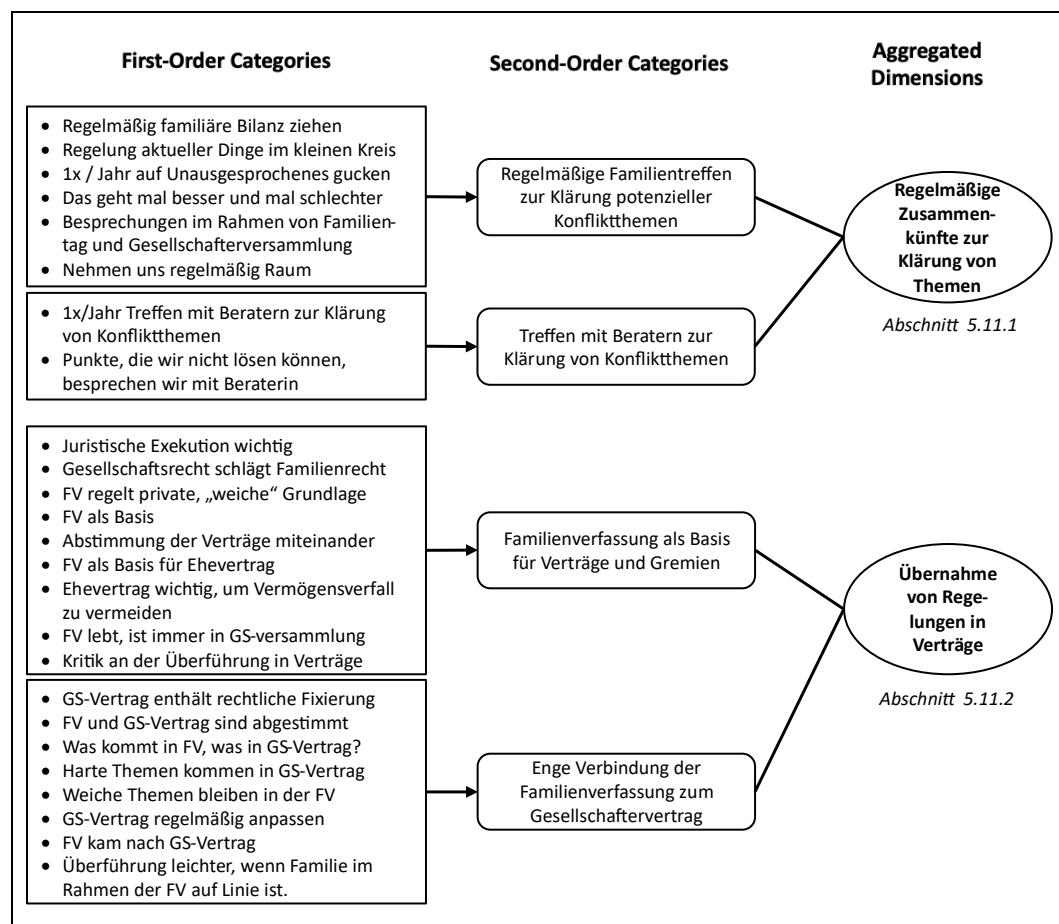 First-Order Categories
Second-Order Categories
Aggregated
Dimensions
• Regelmäßig familiäre Bilanz ziehen
• Regelung aktueller Dinge im kleinen Kreis
• 1x / Jahr auf Unausgesprochenes gucken
• Das geht mal besser und mal schlechter
• Besprechungen im Rahmen von Familien-
tag und Gesellschafterversammlung
• Nehmen uns regelmäßig Raum
Regelmäßige Familientreffen
zur Klärung potenzieller
Konfliktthemen
Regelmäßige
Zusammen-
künfte zur
Klärung von
Themen
Abschnitt 5.11.1
• 1x/Jahr Treffen mit Beratern zur Klärung
von Konfliktthemen
• Punkte, die wir nicht lösen können,
besprechen wir mit Beraterin
Treffen mit Beratern zur
Klärung von Konfliktthemen
• Juristische Exekution wichtig
• Gesellschaftsrecht schlägt Familienrecht
• FV regelt private, „weiche“ Grundlage
• FV als Basis
• Abstimmung der Verträge miteinander
• FV als Basis für Ehevertrag
• Ehevertrag wichtig, um Vermögensverfall
zu vermeiden
• FV lebt, ist immer in GS-versammlung
• Kritik an der Überführung in Verträge
Familienverfassung als Basis
für Verträge und Gremien
Übernahme
von Rege-
lungen in
Verträge
Abschnitt 5.11.2
• GS-Vertrag enthält rechtliche Fixierung
• FV und GS-Vertrag sind abgestimmt
• Was kommt in FV, was in GS-Vertrag?
• Harte Themen kommen in GS-Vertrag
• Weiche Themen bleiben in der FV
• GS-Vertrag regelmäßig anpassen
• FV kam nach GS-Vertrag
• Überführung leichter, wenn Familie im
Rahmen der FV auf Linie ist.
Enge Verbindung der
Familienverfassung zum
Gesellschaftervertrag